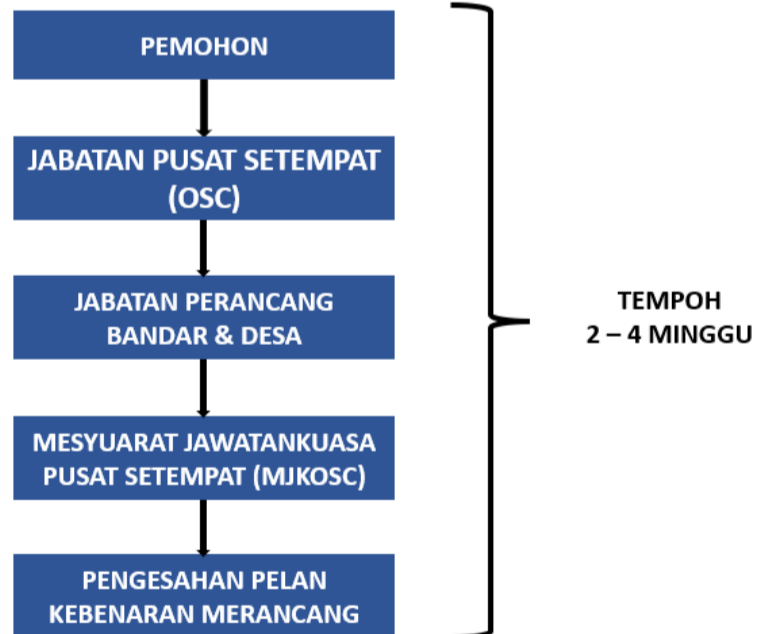 PEMOHON
JABATAN PUSAT SETEMPAT
(OSC)
JABATAN PERANCANG
BANDAR & DESA
MESYUARAT JAWATANKUASA
PUSAT SETEMPAT (MJKOSC)
PENGESAHAN PELAN
KEBENARAN MERANCANG
TEMPOH
2 – 4 MINGGU